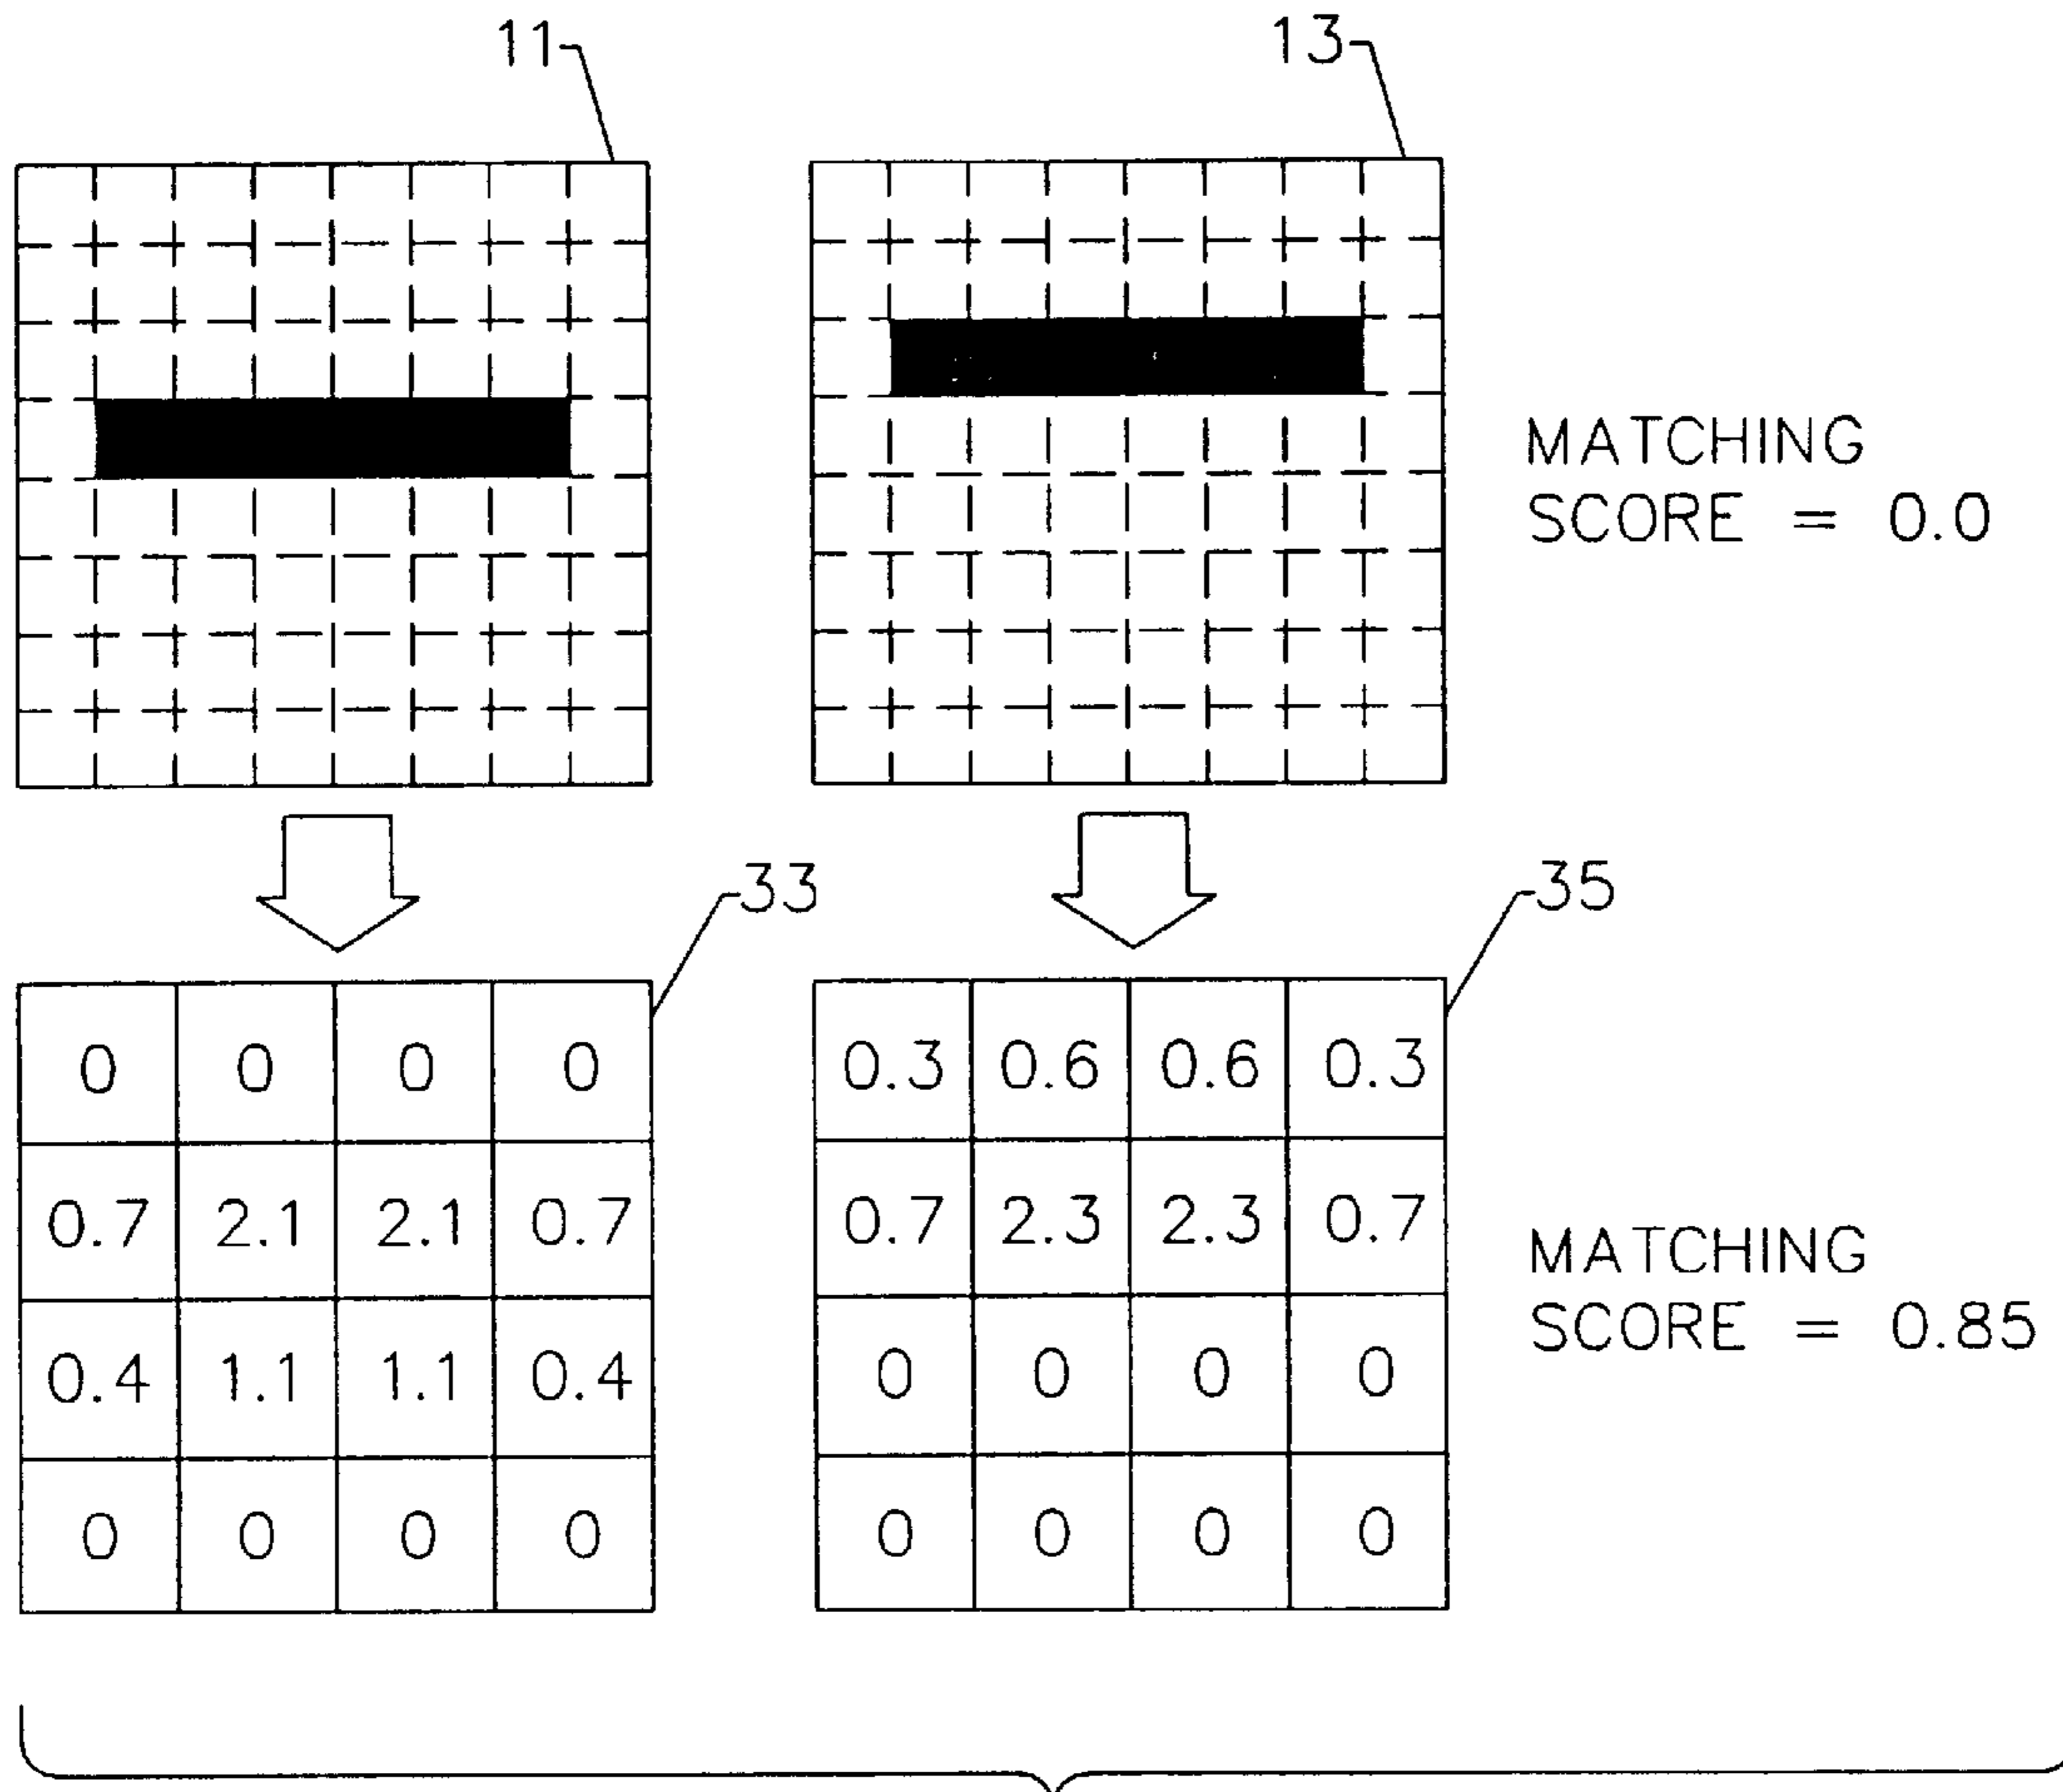 11
13
MATCHING
SCORE = 0.0
33
35
0 0 0 0
0.7 2.1 2.1 0.7
0.4 1.1 1.1 0.4
0 0 0 0
0.3 0.6 0.6 0.3
0.7 2.3 2.3 0.7
0 0 0 0
0 0 0 0
MATCHING
SCORE = 0.85